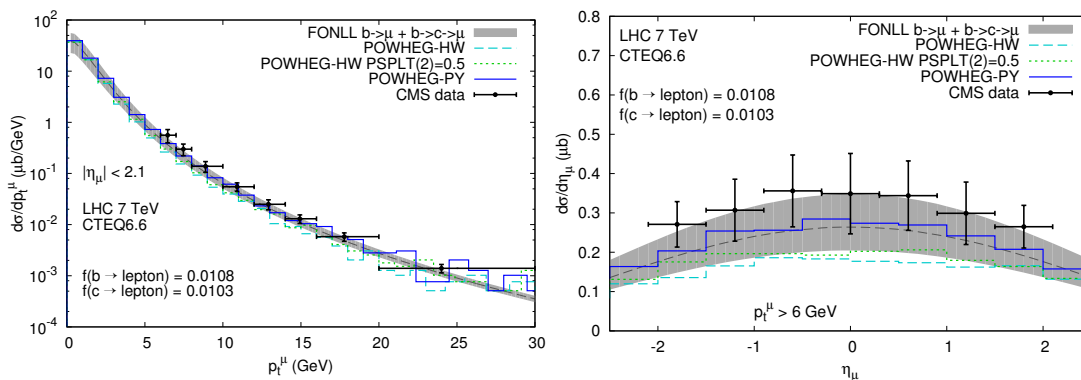 FONLL b->μ + b->c->μ
POWHEG-HW
POWHEG-HW PSPLT(2)=0.5
POWHEG-PY
CMS data
|η_μ| < 2.1
LHC 7 TeV
CTEQ6.6
f(b → lepton) = 0.0108
f(c → lepton) = 0.0103
dσ/dp_t^μ (μb/GeV)
10^2
10
1
10^-1
10^-2
10^-3
10^-4
0 5 10 15 20 25 30
p_t^μ (GeV)
LHC 7 TeV
CTEQ6.6
FONLL b->μ + b->c->μ
POWHEG-HW
POWHEG-HW PSPLT(2)=0.5
POWHEG-PY
CMS data
f(b → lepton) = 0.0108
f(c → lepton) = 0.0103
p_t^μ > 6 GeV
dσ/dη_μ (μb)
0.8
0.7
0.6
0.5
0.4
0.3
0.2
0.1
0
-2 -1 0 1 2
η_μ